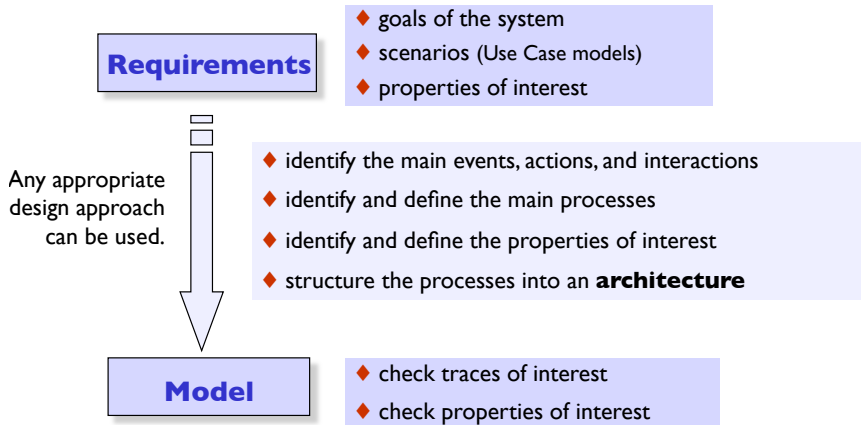 ♦ goals of the system
Requirements
♦ scenarios (Use Case models)
♦ properties of interest
Any appropriate
design approach
can be used.
♦ identify the main events, actions, and interactions
♦ identify and define the main processes
♦ identify and define the properties of interest
♦ structure the processes into an architecture
Model
♦ check traces of interest
♦ check properties of interest